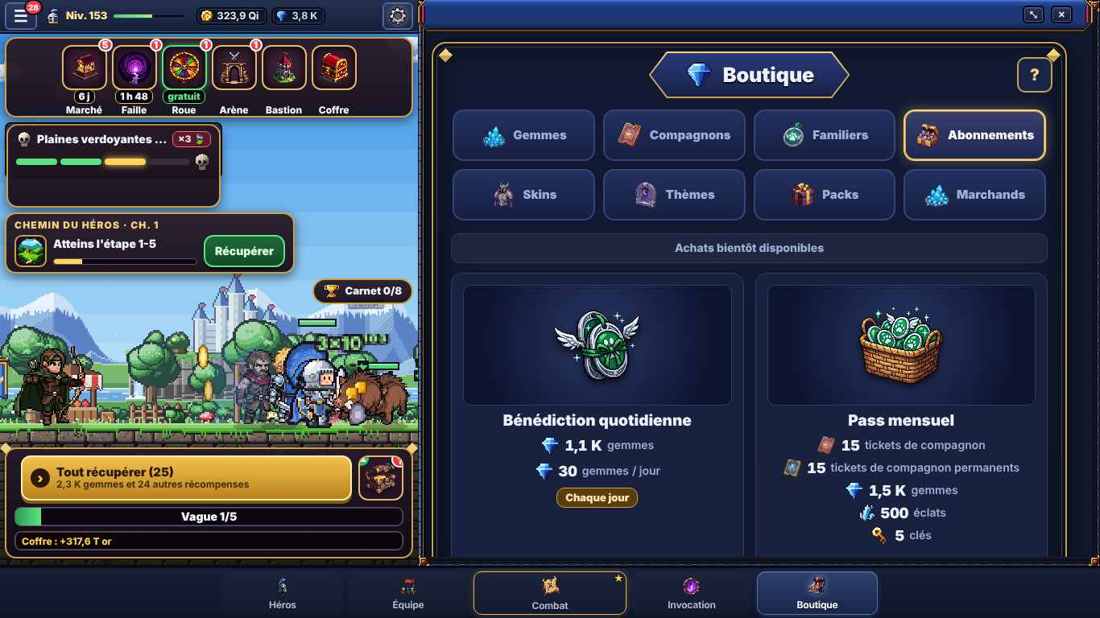 28
Niv. 153
323,9 Qi
3,8 K
5
6 j
Marché
1
1 h 48
Faille
1
gratuit
Roue
1
Arène
Bastion
Coffre
Plaines verdoyantes ...
×3
CHEMIN DU HÉROS · CH. 1
Atteins l'étape 1-5
Récupérer
Carnet 0/8
Tout récupérer (25)
2,3 K gemmes et 24 autres récompenses
Vague 1/5
Coffre : +317,6 T or
Boutique
?
Gemmes
Compagnons
Familiers
Abonnements
Skins
Thèmes
Packs
Marchands
Achats bientôt disponibles
Bénédiction quotidienne
1,1 K gemmes
30 gemmes / jour
Chaque jour
Pass mensuel
15 tickets de compagnon
15 tickets de compagnon permanents
1,5 K gemmes
500 éclats
5 clés
Héros
Équipe
Combat
Invocation
Boutique